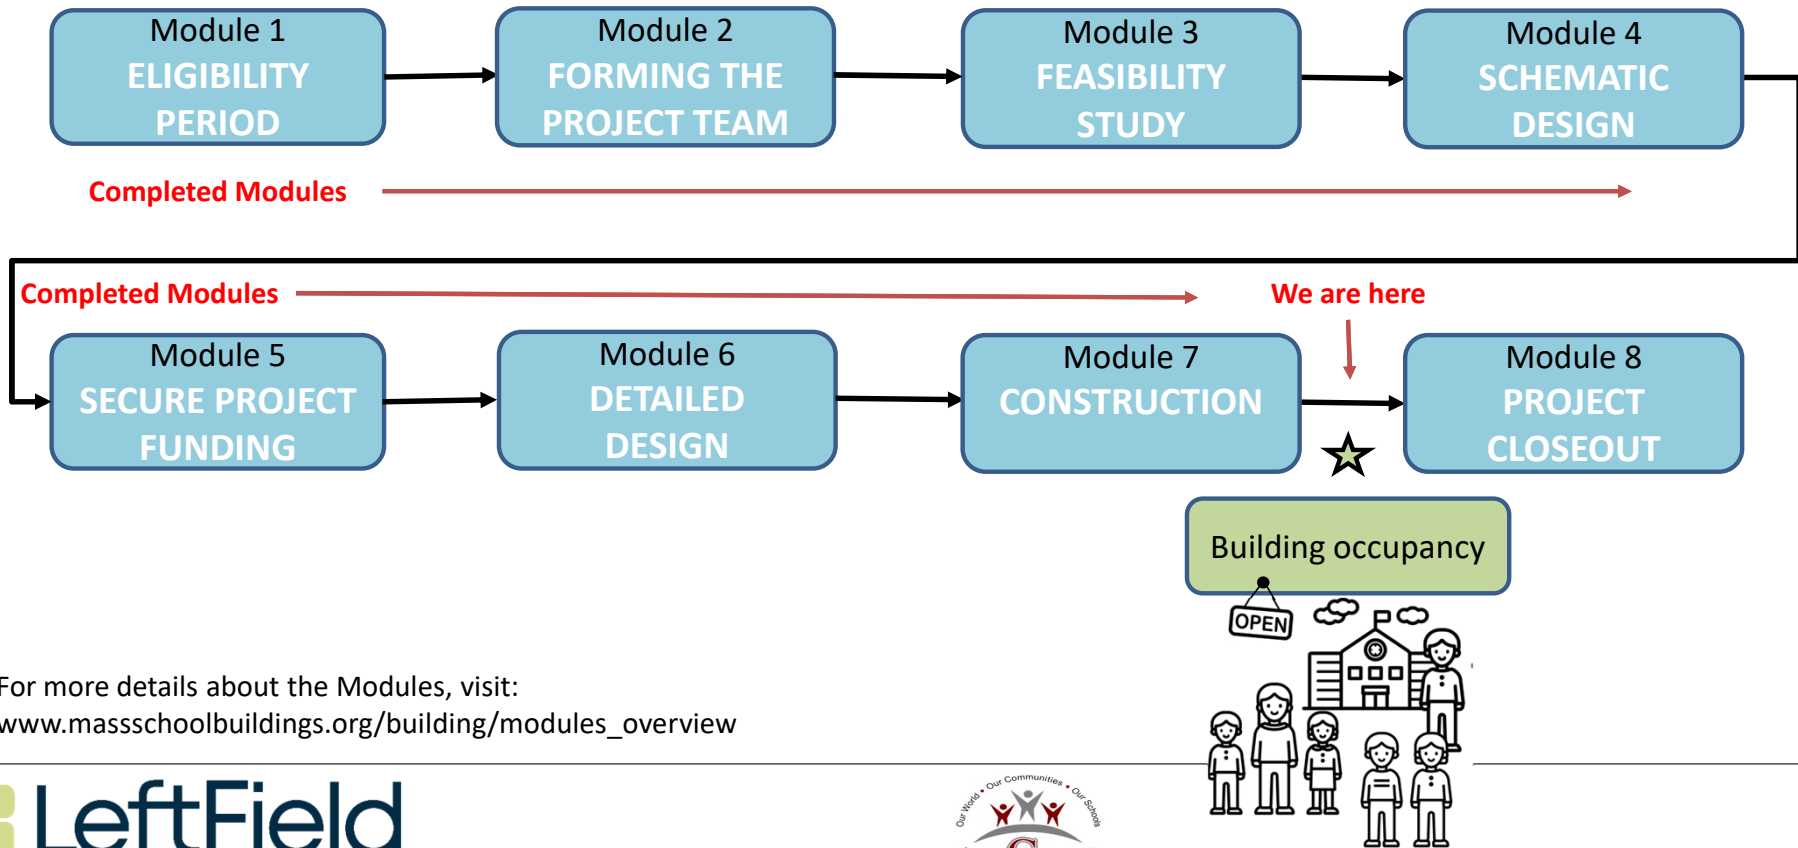 Module 1
ELIGIBILITY
PERIOD
Module 2
FORMING THE
PROJECT TEAM
Module 3
FEASIBILITY
STUDY
Module 4
SCHEMATIC
DESIGN
Completed Modules
Completed Modules
We are here
Module 5
SECURE PROJECT
FUNDING
Module 6
DETAILED
DESIGN
Module 7
CONSTRUCTION
Module 8
PROJECT
CLOSEOUT
Building occupancy
OPEN
For more details about the Modules, visit:
www.massschoolbuildings.org/building/modules_overview
LeftField
Our World • Our Communities • Our Schools